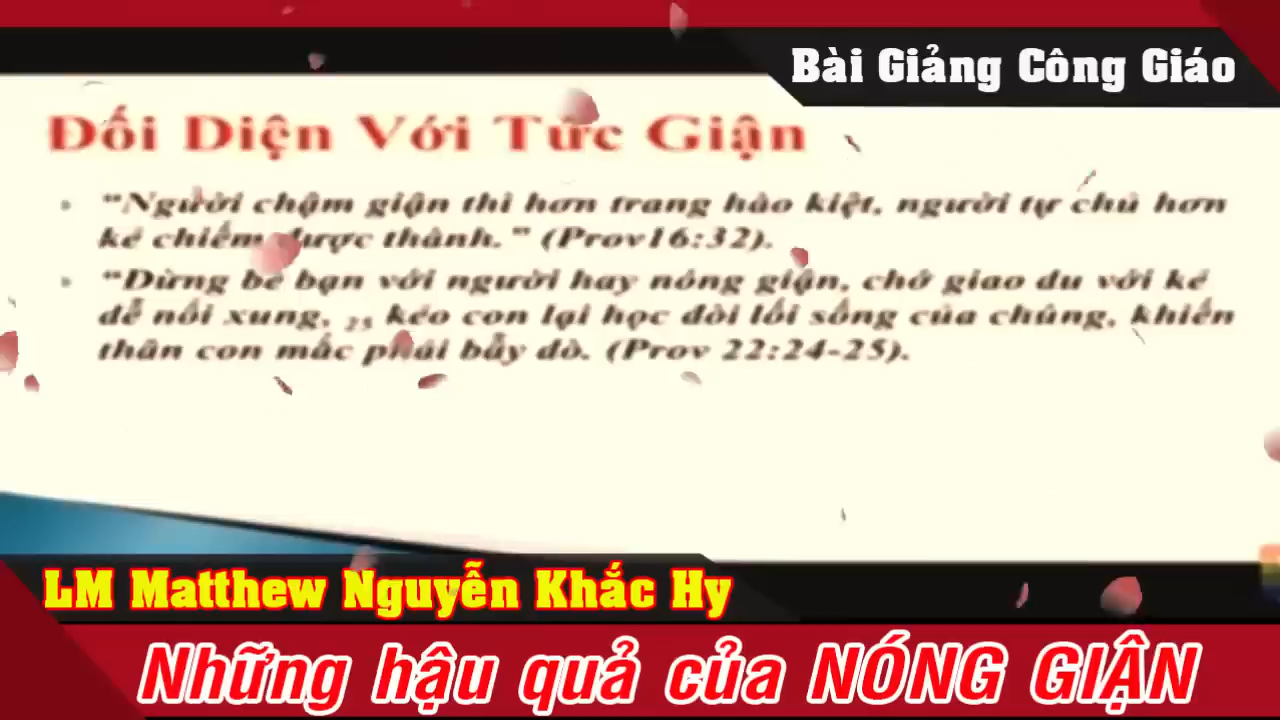 Bài Giảng Công Giáo
Đối Diện Với Tức Giận
• "Người chậm giận thì hơn trang hào kiệt, người tự chủ hơn
kẻ chiếm được thành." (Prov16:32).
• "Đừng bè bạn với người hay nóng giận, chớ giao du với kẻ
dễ nổi xung, 25 kẻo con lại học đòi lối sống của chúng, khiến
thân con mắc phải bẫy dò. (Prov 22:24-25).
LM Matthew Nguyễn Khắc Hy
Những hậu quả của NÓNG GIẬN